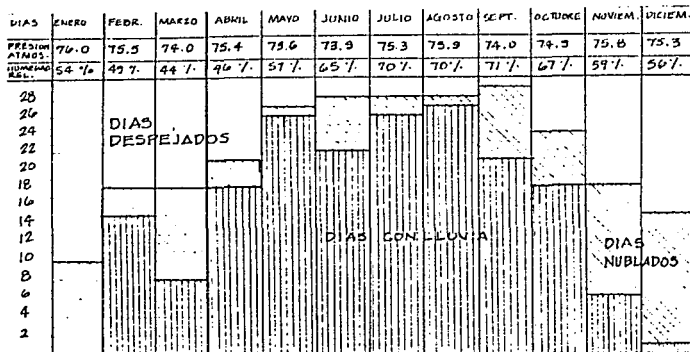 DIAS ENERO FEBR. MARZO ABRIL MAYO JUNIO JULIO AGOSTO SEPT. OCTUBRE NOVIEM. DICIEM.
PRESION ATMOS. 76.0 75.5 74.0 75.4 73.6 73.9 75.3 75.9 74.0 74.5 75.8 75.3
HUMEDAD REL. 54 % 49 % 44 % 46 % 57 % 65 % 70 % 70 % 71 % 67 % 59 % 56 %
28
26
24
22
20
18
16
14
12
10
8
6
4
2
DIAS
DESPEJADOS
DIAS CON LLUVIA
DIAS
NUBLADOS